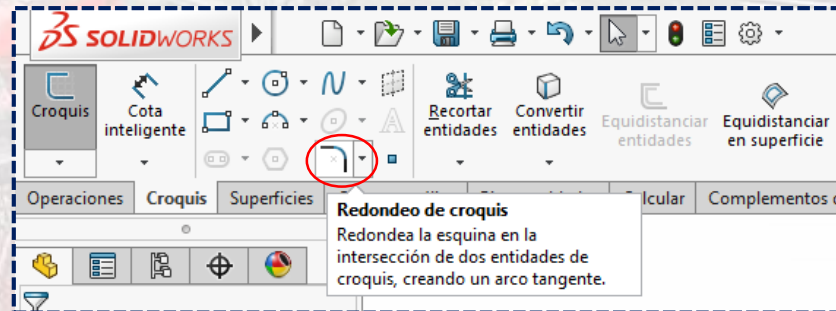 SOLIDWORKS
Croquis
Cota
inteligente
Recortar
entidades
Convertir
entidades
Equidistanciar
entidades
Equidistanciar
en superficie
Operaciones
Croquis
Superficies
Calcular
Complementos
Redondeo de croquis
Redondea la esquina en la
intersección de dos entidades de
croquis, creando un arco tangente.